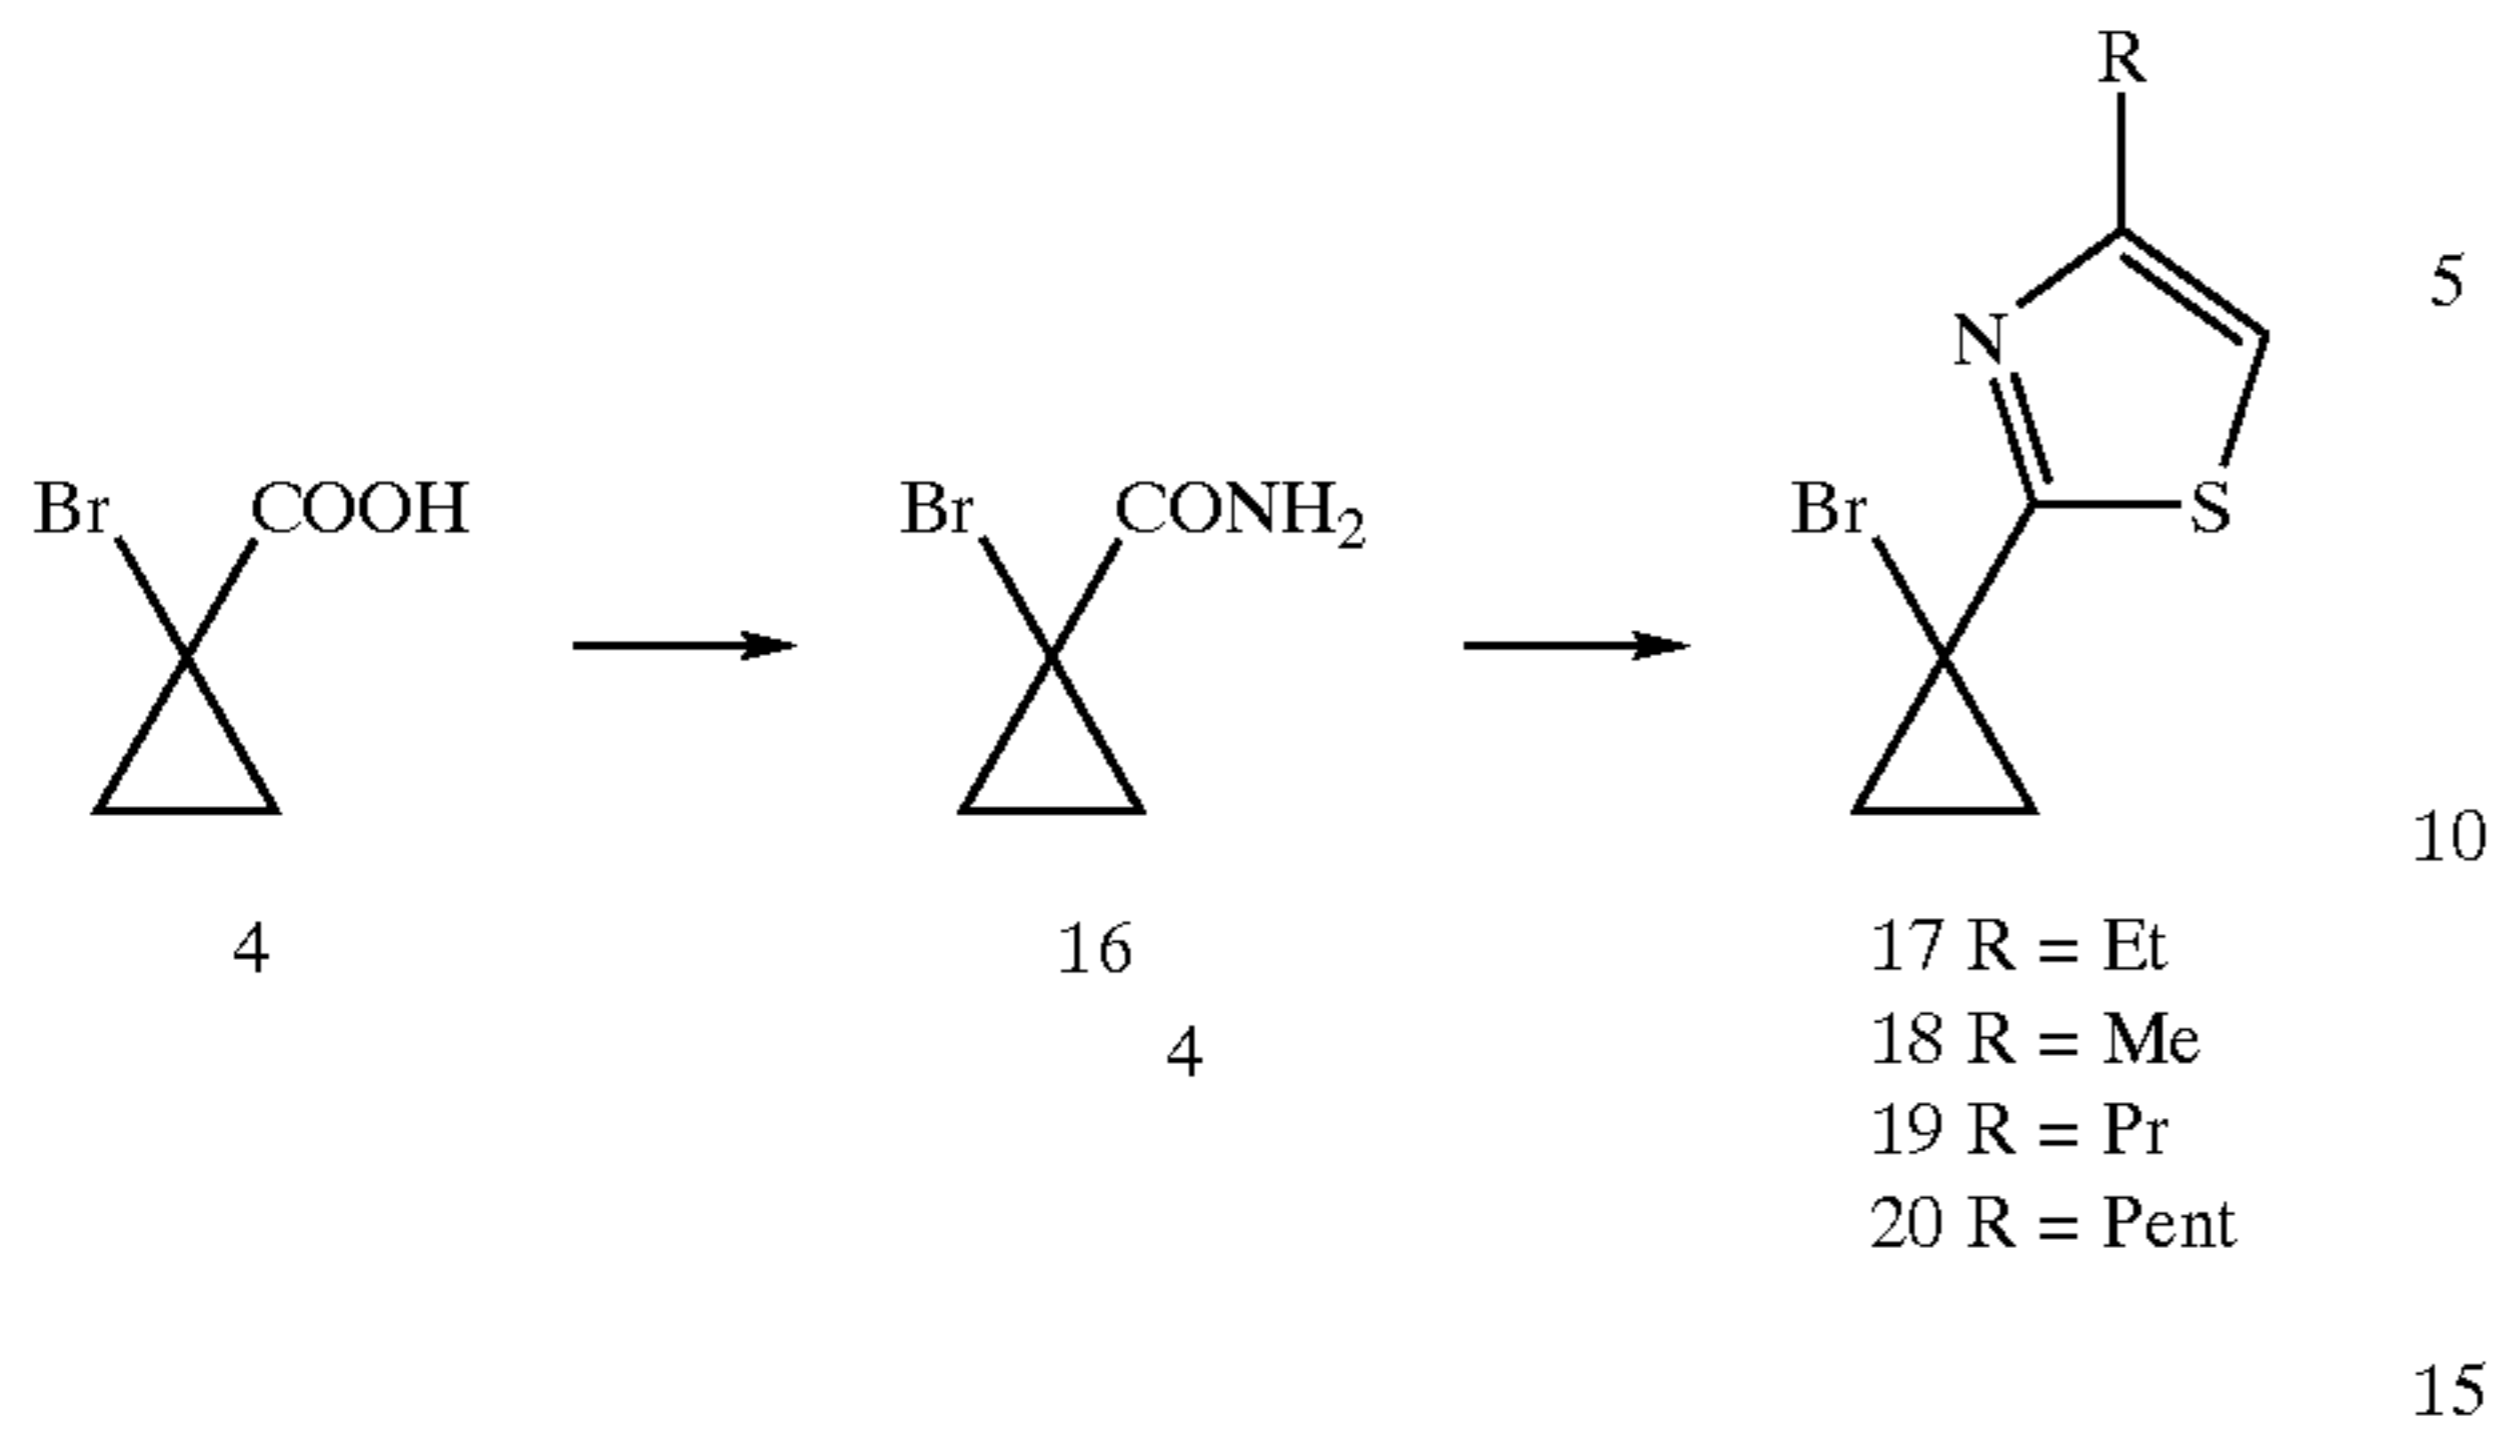 R
5
N
Br COOH
Br CONH2
Br S
10
4
16
4
17 R = Et
18 R = Me
19 R = Pr
20 R = Pent
15